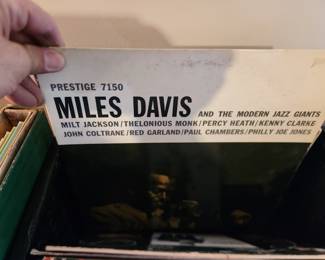 PRESTIGE 7150
MILES DAVIS AND THE MODERN JAZZ GIANTS
MILT JACKSON/THELONIOUS MONK/PERCY HEATH/KENNY CLARKE
JOHN COLTRANE/RED GARLAND/PAUL CHAMBERS/PHILLY JOE JONES